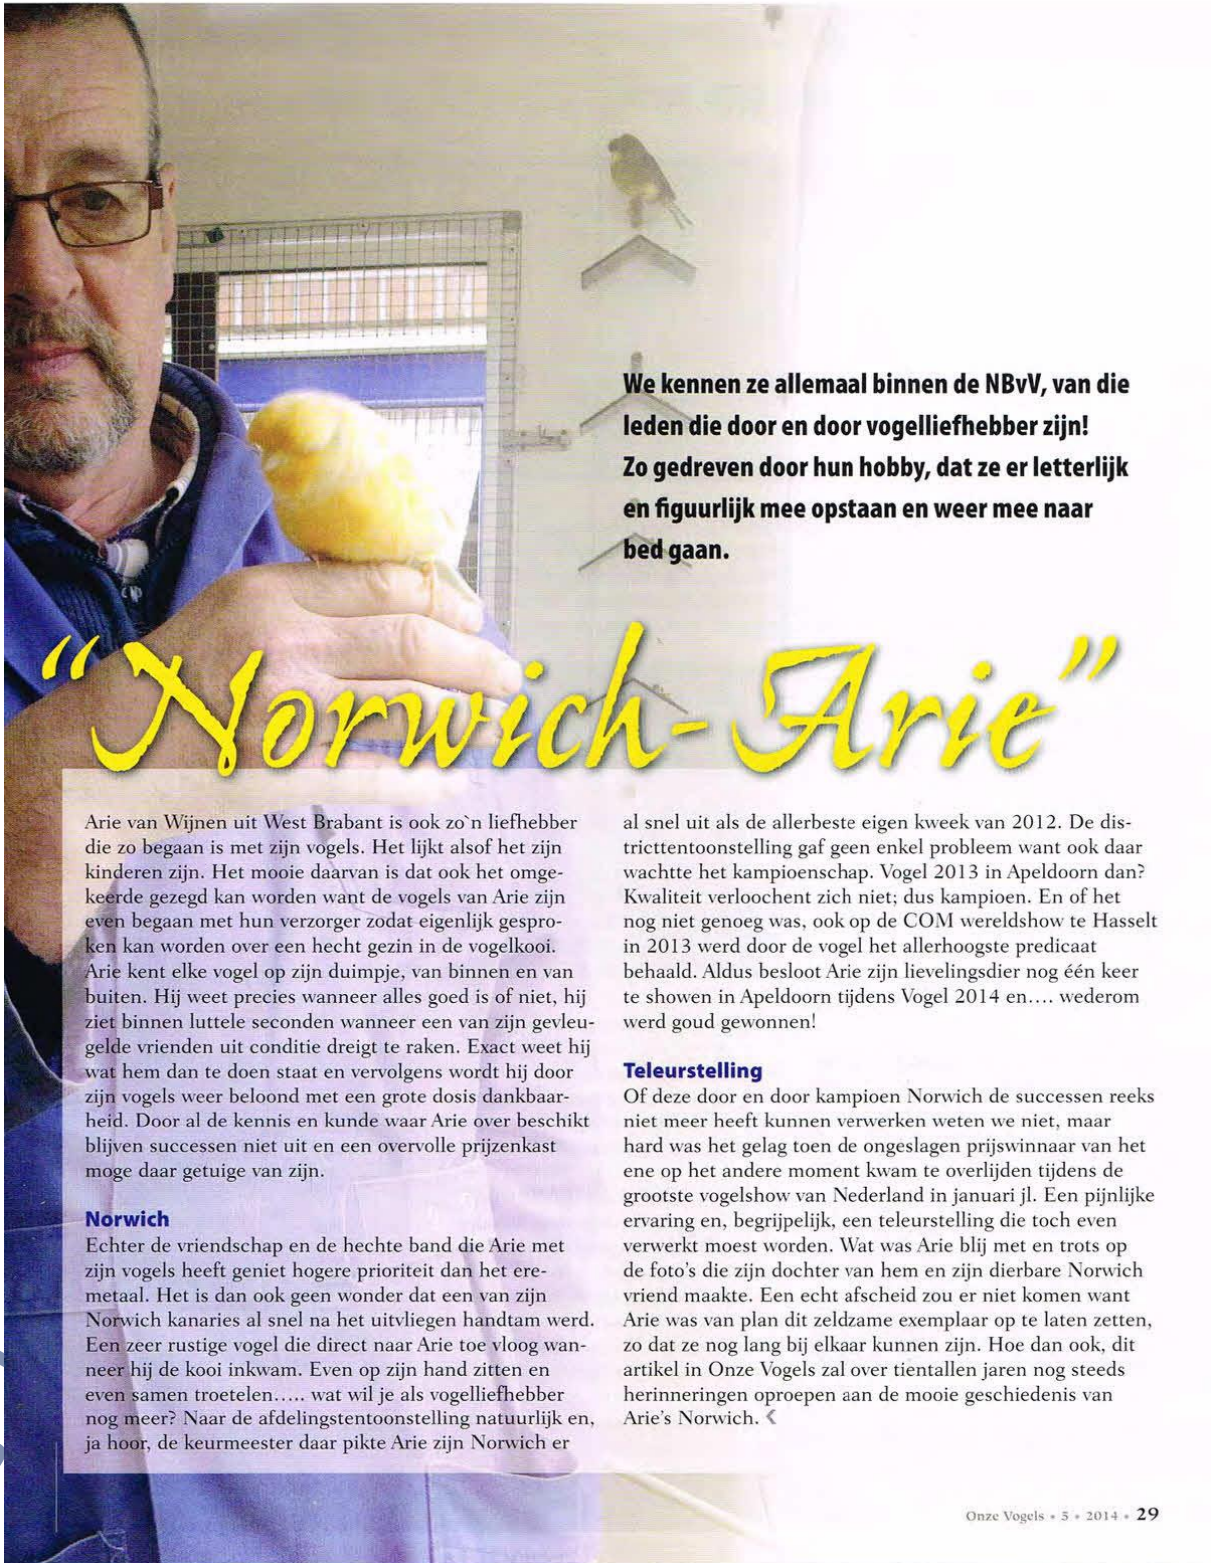 We kennen ze allemaal binnen de NBvV, van die
leden die door en door vogelliefhebber zijn!
Zo gedreven door hun hobby, dat ze er letterlijk
en figuurlijk mee opstaan en weer mee naar
bed gaan.
“Norwich-Arie”
Arie van Wijnen uit West Brabant is ook zo`n liefhebber
die zo begaan is met zijn vogels. Het lijkt alsof het zijn
kinderen zijn. Het mooie daarvan is dat ook het omge-
keerde gezegd kan worden want de vogels van Arie zijn
even begaan met hun verzorger zodat eigenlijk gespro-
ken kan worden over een hecht gezin in de vogelkooi.
Arie kent elke vogel op zijn duimpje, van binnen en van
buiten. Hij weet precies wanneer alles goed is of niet, hij
ziet binnen luttele seconden wanneer een van zijn gevleu-
gelde vrienden uit conditie dreigt te raken. Exact weet hij
wat hem dan te doen staat en vervolgens wordt hij door
zijn vogels weer beloond met een grote dosis dankbaar-
heid. Door al de kennis en kunde waar Arie over beschikt
blijven successen niet uit en een overvolle prijzenkast
moge daar getuige van zijn.
Norwich
Echter de vriendschap en de hechte band die Arie met
zijn vogels heeft geniet hogere prioriteit dan het ere-
metaal. Het is dan ook geen wonder dat een van zijn
Norwich kanaries al snel na het uitvliegen handtam werd.
Een zeer rustige vogel die direct naar Arie toe vloog wan-
neer hij de kooi inkwam. Even op zijn hand zitten en
even samen troetelen..... wat wil je als vogelliefhebber
nog meer? Naar de afdelingstentoonstelling natuurlijk en,
ja hoor, de keurmeester daar pikte Arie zijn Norwich er
al snel uit als de allerbeste eigen kweek van 2012. De dis-
tricttentoonstelling gaf geen enkel probleem want ook daar
wachtte het kampioenschap. Vogel 2013 in Apeldoorn dan?
Kwaliteit verloochent zich niet; dus kampioen. En of het
nog niet genoeg was, ook op de COM wereldshow te Hasselt
in 2013 werd door de vogel het allerhoogste predicaat
behaald. Aldus besloot Arie zijn lievelingsdier nog één keer
te showen in Apeldoorn tijdens Vogel 2014 en.... wederom
werd goud gewonnen!
Teleurstelling
Of deze door en door kampioen Norwich de successen reeks
niet meer heeft kunnen verwerken weten we niet, maar
hard was het gelag toen de ongeslagen prijswinnaar van het
ene op het andere moment kwam te overlijden tijdens de
grootste vogelshow van Nederland in januari jl. Een pijnlijke
ervaring en, begrijpelijk, een teleurstelling die toch even
verwerkt moest worden. Wat was Arie blij met en trots op
de foto's die zijn dochter van hem en zijn dierbare Norwich
vriend maakte. Een echt afscheid zou er niet komen want
Arie was van plan dit zeldzame exemplaar op te laten zetten,
zo dat ze nog lang bij elkaar kunnen zijn. Hoe dan ook, dit
artikel in Onze Vogels zal over tientallen jaren nog steeds
herinneringen oproepen aan de mooie geschiedenis van
Arie's Norwich.
Onze Vogels • 5 • 2014 • 29